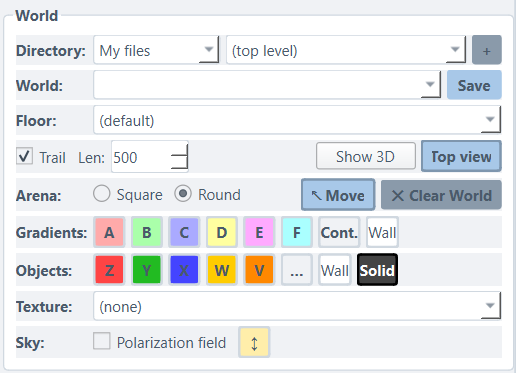 World
Directory: My files (top level) +
World: Save
Floor: (default)
Trail Len: 500 Show 3D Top view
Arena: Square Round ↖ Move ✕ Clear World
Gradients: A B C D E F Cont. Wall
Objects: Z Y X W V ... Wall Solid
Texture: (none)
Sky: Polarization field ↕